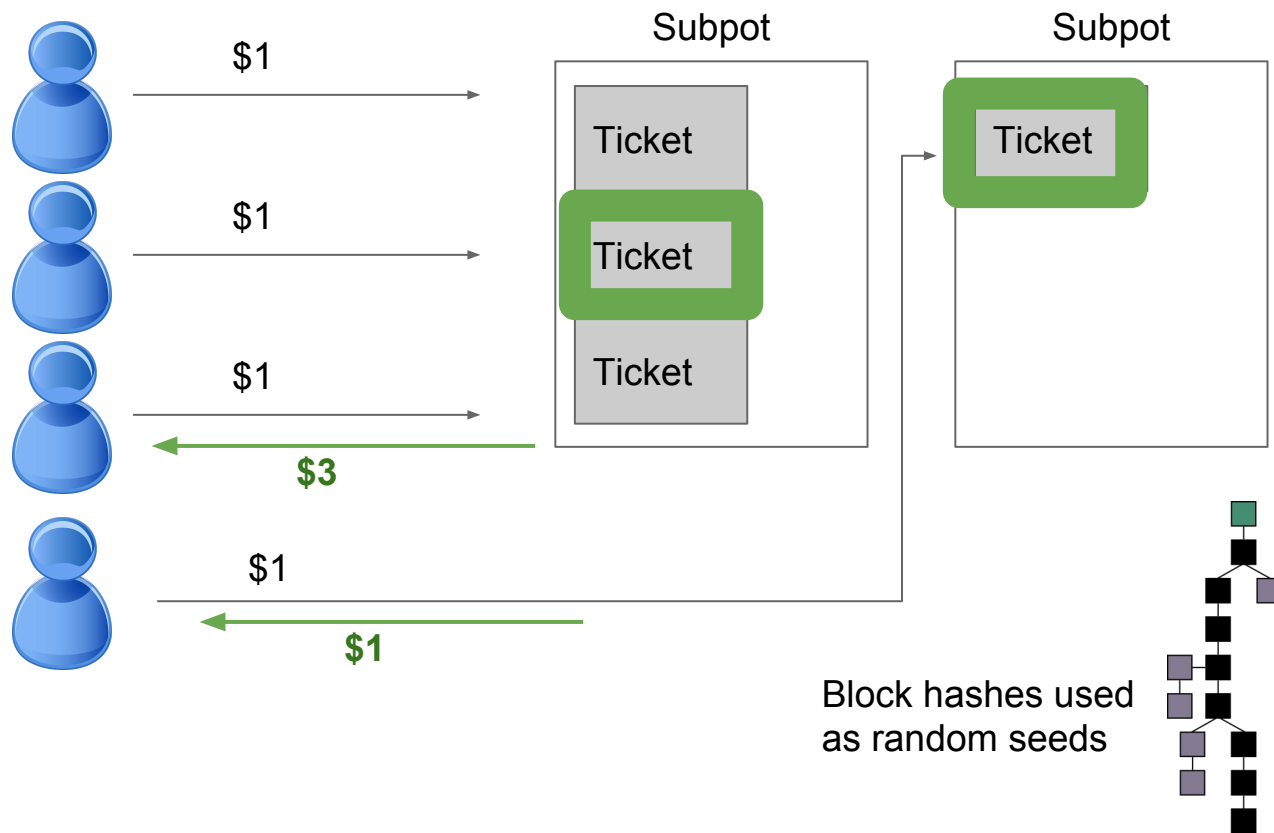 Subpot
Subpot
$1
Ticket
Ticket
$1
Ticket
$1
Ticket
$3
$1
$1
Block hashes used
as random seeds